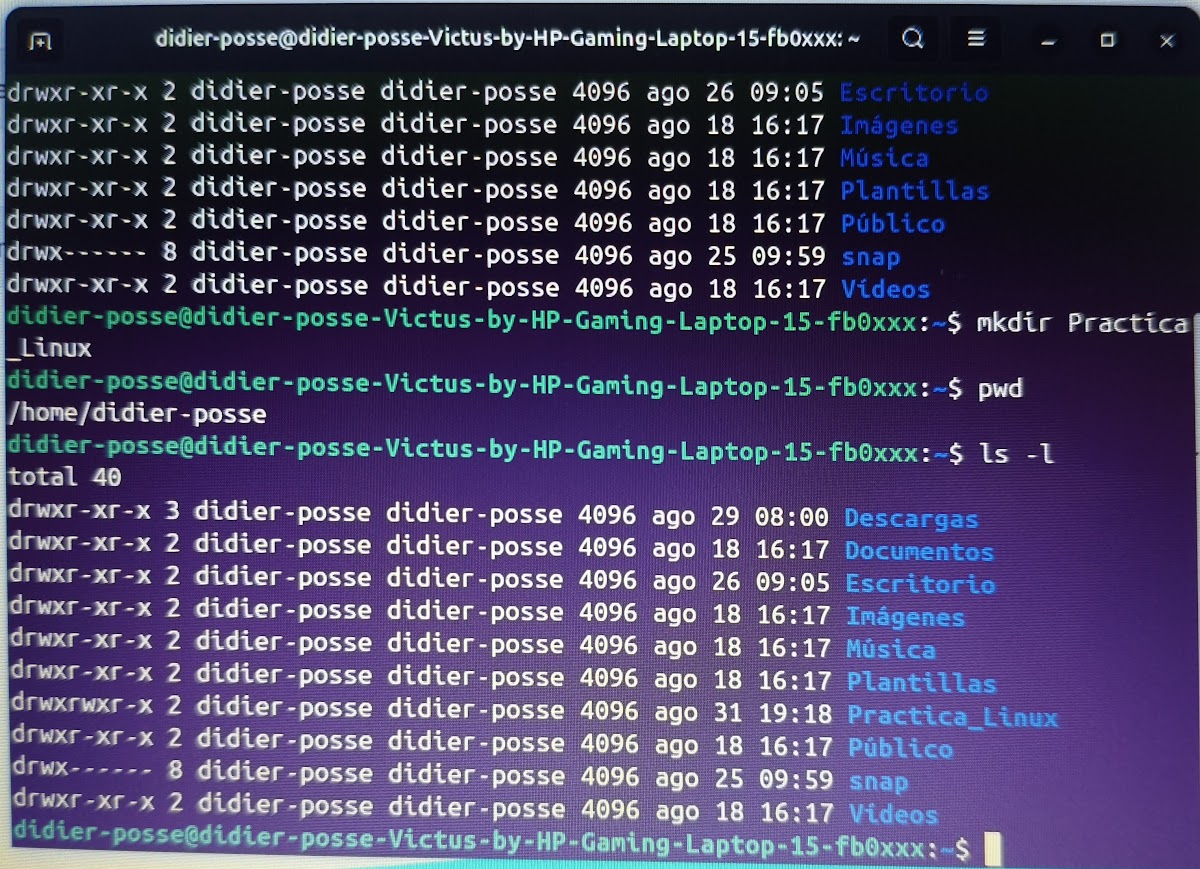 didier-posse@didier-posse-Victus-by-HP-Gaming-Laptop-15-fb0xxx: ~
drwxr-xr-x 2 didier-posse didier-posse 4096 ago 26 09:05 Escritorio
drwxr-xr-x 2 didier-posse didier-posse 4096 ago 18 16:17 Imágenes
drwxr-xr-x 2 didier-posse didier-posse 4096 ago 18 16:17 Música
drwxr-xr-x 2 didier-posse didier-posse 4096 ago 18 16:17 Plantillas
drwxr-xr-x 2 didier-posse didier-posse 4096 ago 18 16:17 Público
drwx------ 8 didier-posse didier-posse 4096 ago 25 09:59 snap
drwxr-xr-x 2 didier-posse didier-posse 4096 ago 18 16:17 Vídeos
didier-posse@didier-posse-Victus-by-HP-Gaming-Laptop-15-fb0xxx:~$ mkdir Practica
_Linux
didier-posse@didier-posse-Victus-by-HP-Gaming-Laptop-15-fb0xxx:~$ pwd
/home/didier-posse
didier-posse@didier-posse-Victus-by-HP-Gaming-Laptop-15-fb0xxx:~$ ls -l
total 40
drwxr-xr-x 3 didier-posse didier-posse 4096 ago 29 08:00 Descargas
drwxr-xr-x 2 didier-posse didier-posse 4096 ago 18 16:17 Documentos
drwxr-xr-x 2 didier-posse didier-posse 4096 ago 26 09:05 Escritorio
drwxr-xr-x 2 didier-posse didier-posse 4096 ago 18 16:17 Imágenes
drwxr-xr-x 2 didier-posse didier-posse 4096 ago 18 16:17 Música
drwxr-xr-x 2 didier-posse didier-posse 4096 ago 18 16:17 Plantillas
drwxrwxr-x 2 didier-posse didier-posse 4096 ago 31 19:18 Practica_Linux
drwxr-xr-x 2 didier-posse didier-posse 4096 ago 18 16:17 Público
drwx------ 8 didier-posse didier-posse 4096 ago 25 09:59 snap
drwxr-xr-x 2 didier-posse didier-posse 4096 ago 18 16:17 Vídeos
didier-posse@didier-posse-Victus-by-HP-Gaming-Laptop-15-fb0xxx:~$